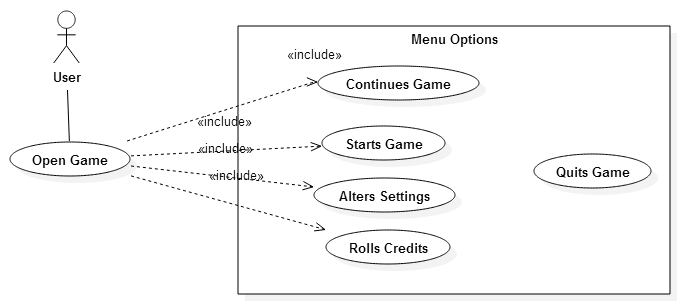 Menu Options
User
«include»
Continues Game
«include»
Starts Game
«include»
Open Game
Quits Game
«include»
Alters Settings
Rolls Credits